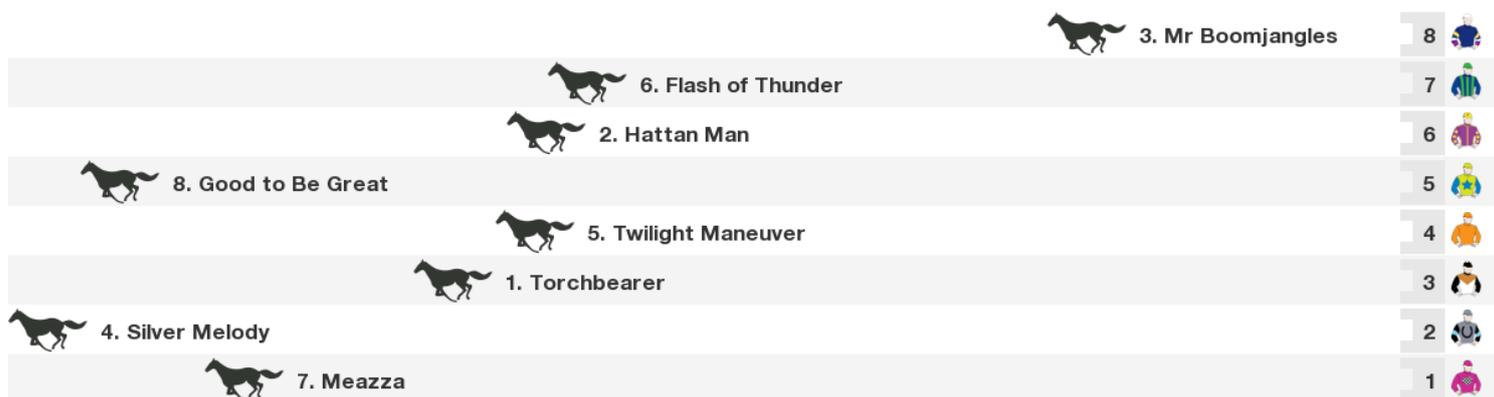 3. Mr Boomjangles 8
6. Flash of Thunder 7
2. Hattan Man 6
8. Good to Be Great 5
5. Twilight Maneuver 4
1. Torchbearer 3
4. Silver Melody 2
7. Meazza 1